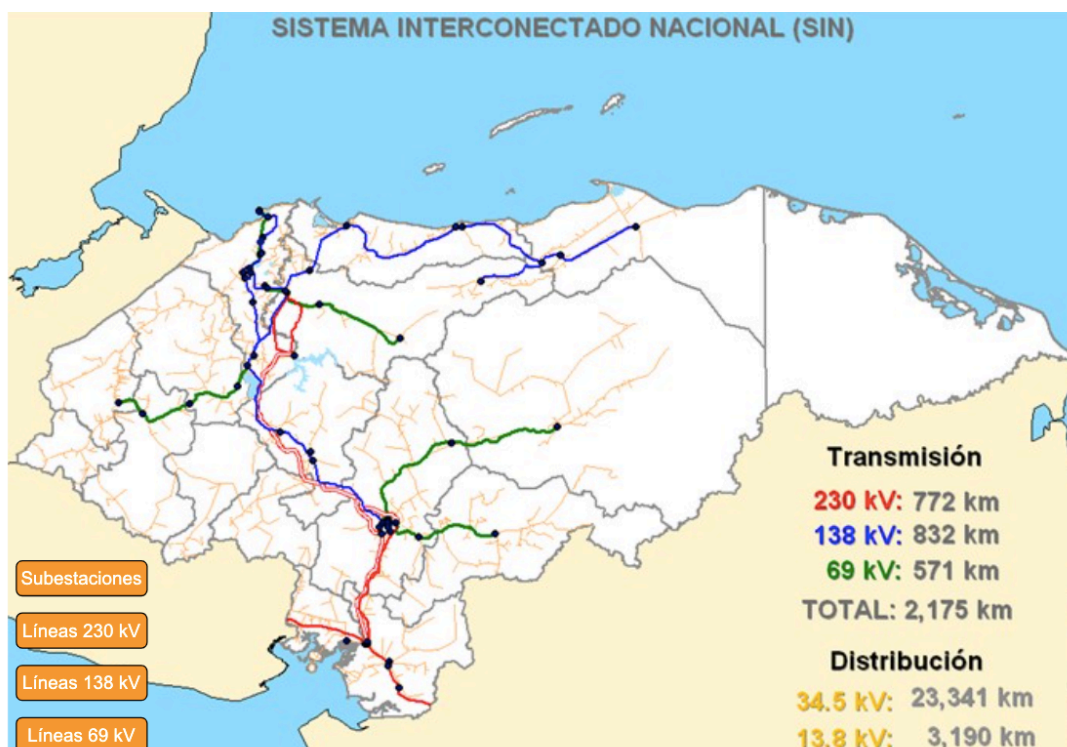 SISTEMA INTERCONECTADO NACIONAL (SIN)
Transmisión
230 kV: 772 km
138 kV: 832 km
69 kV: 571 km
TOTAL: 2,175 km
Distribución
34.5 kV: 23,341 km
13.8 kV: 3,190 km
Subestaciones
Líneas 230 kV
Líneas 138 kV
Líneas 69 kV